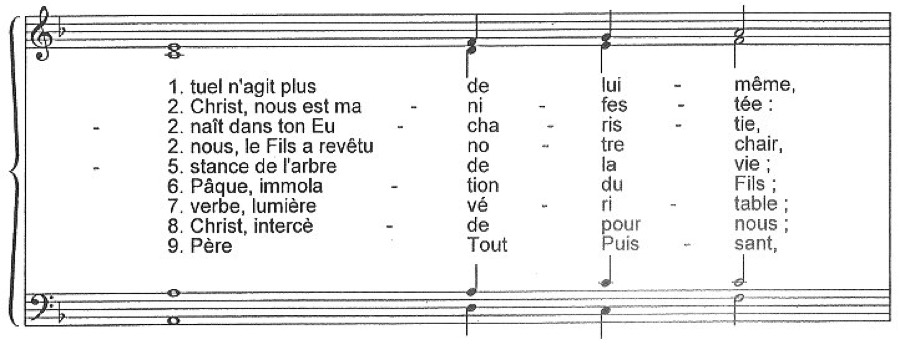 1. tuel n'agit plus de lui - même,
2. Christ, nous est ma - ni - fes - tée :
- 2. naît dans ton Eu - cha - ris - tie,
2. nous, le Fils a revêtu no - tre chair,
- 5. stance de l'arbre de la vie ;
6. Pâque, immola - tion du Fils ;
7. verbe, lumière vé - ri - table ;
8. Christ, intercè - de pour nous ;
9. Père Tout Puis - sant,